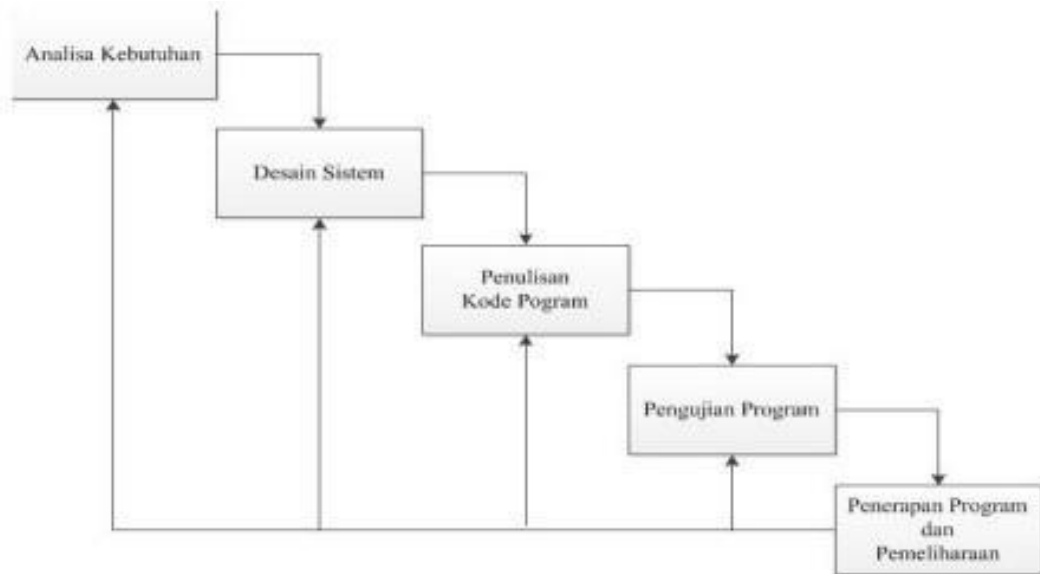 Analisa Kebutuhan
Desain Sistem
Penulisan
Kode Pogram
Pengujian Program
Penerapan Program
dan
Pemeliharaan